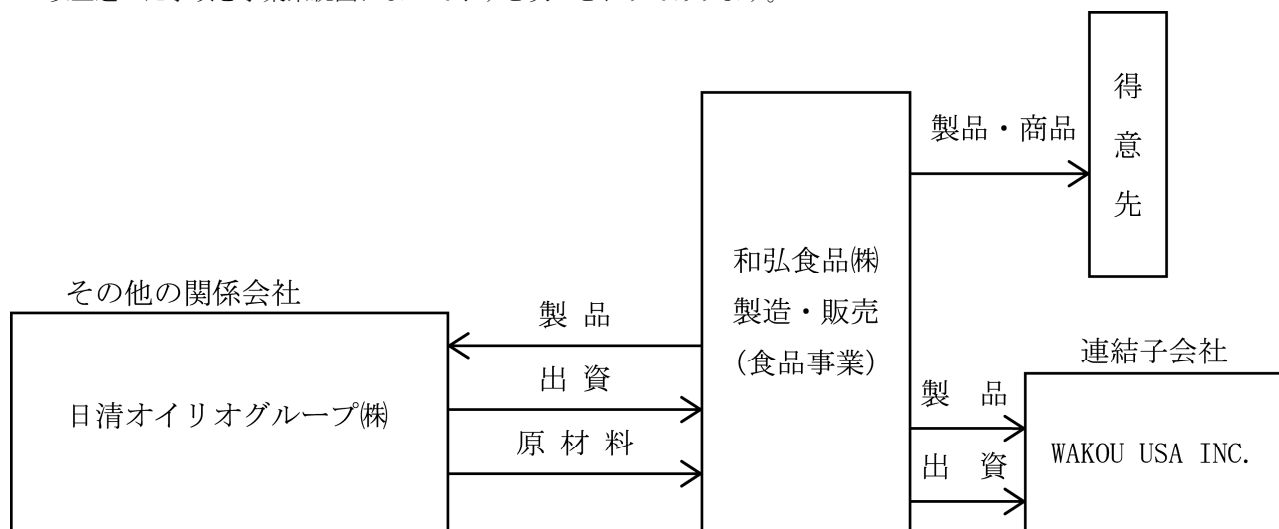 得意先
製品・商品
和弘食品㈱
製造・販売
(食品事業)
その他の関係会社
日清オイリオグループ㈱
製 品
出 資
原 材 料
連結子会社
製 品
出 資
WAKOU USA INC.